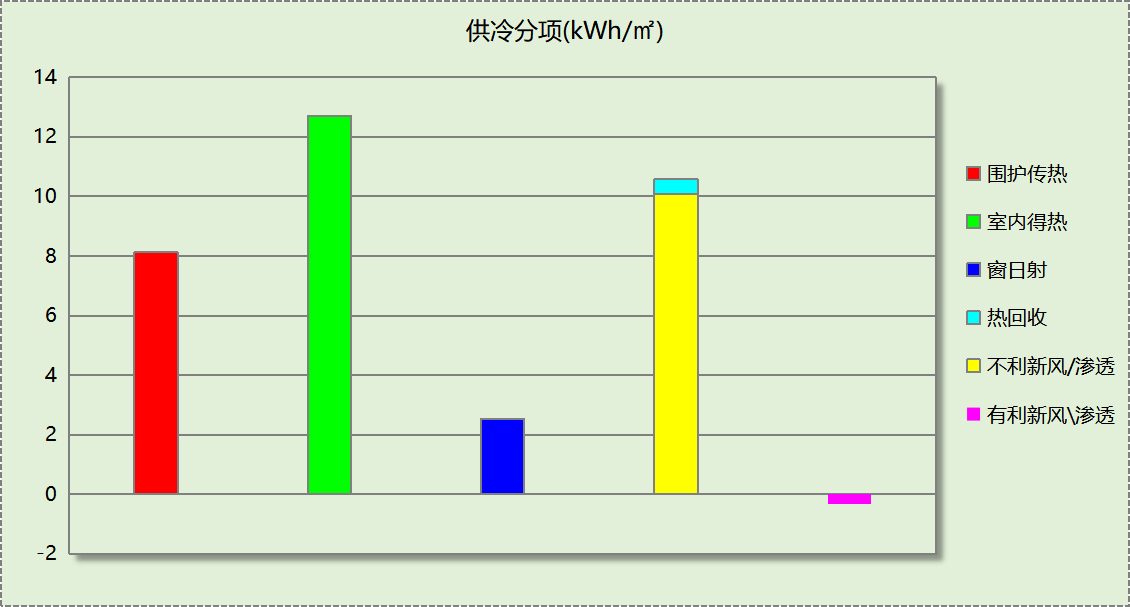 供冷分项(kWh/㎡)
14
12
10
8
6
4
2
0
-2
围护传热
室内得热
窗日射
热回收
不利新风/渗透
有利新风\渗透